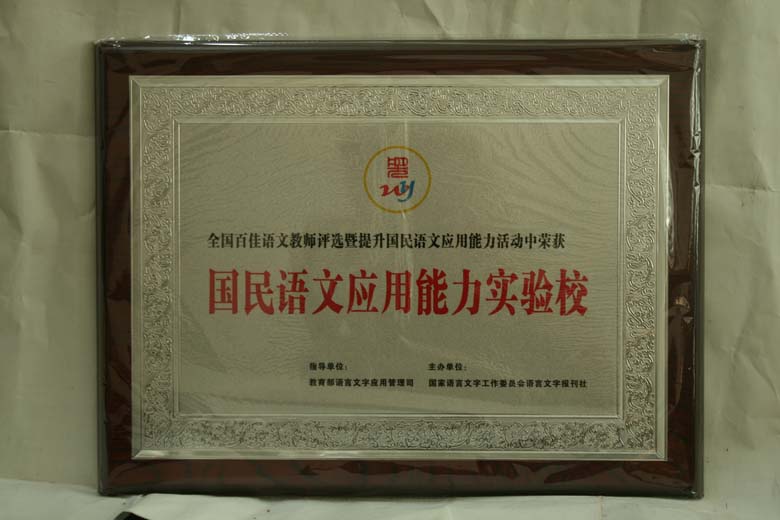 全国百佳语文教师评选暨提升国民语文应用能力活动中荣获
国民语文应用能力实验校
指导单位： 主办单位：
教育部语言文字应用管理司 国家语言文字工作委员会语言文字报刊社